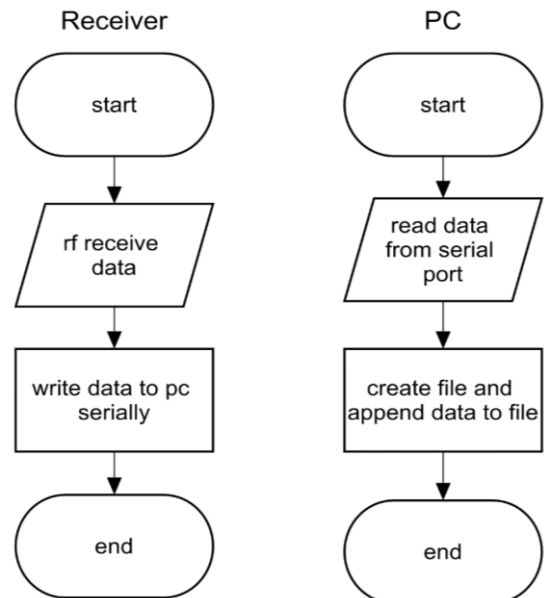 Receiver
start
rf receive
data
write data to pc
serially
end
PC
start
read data
from serial
port
create file and
append data to file
end